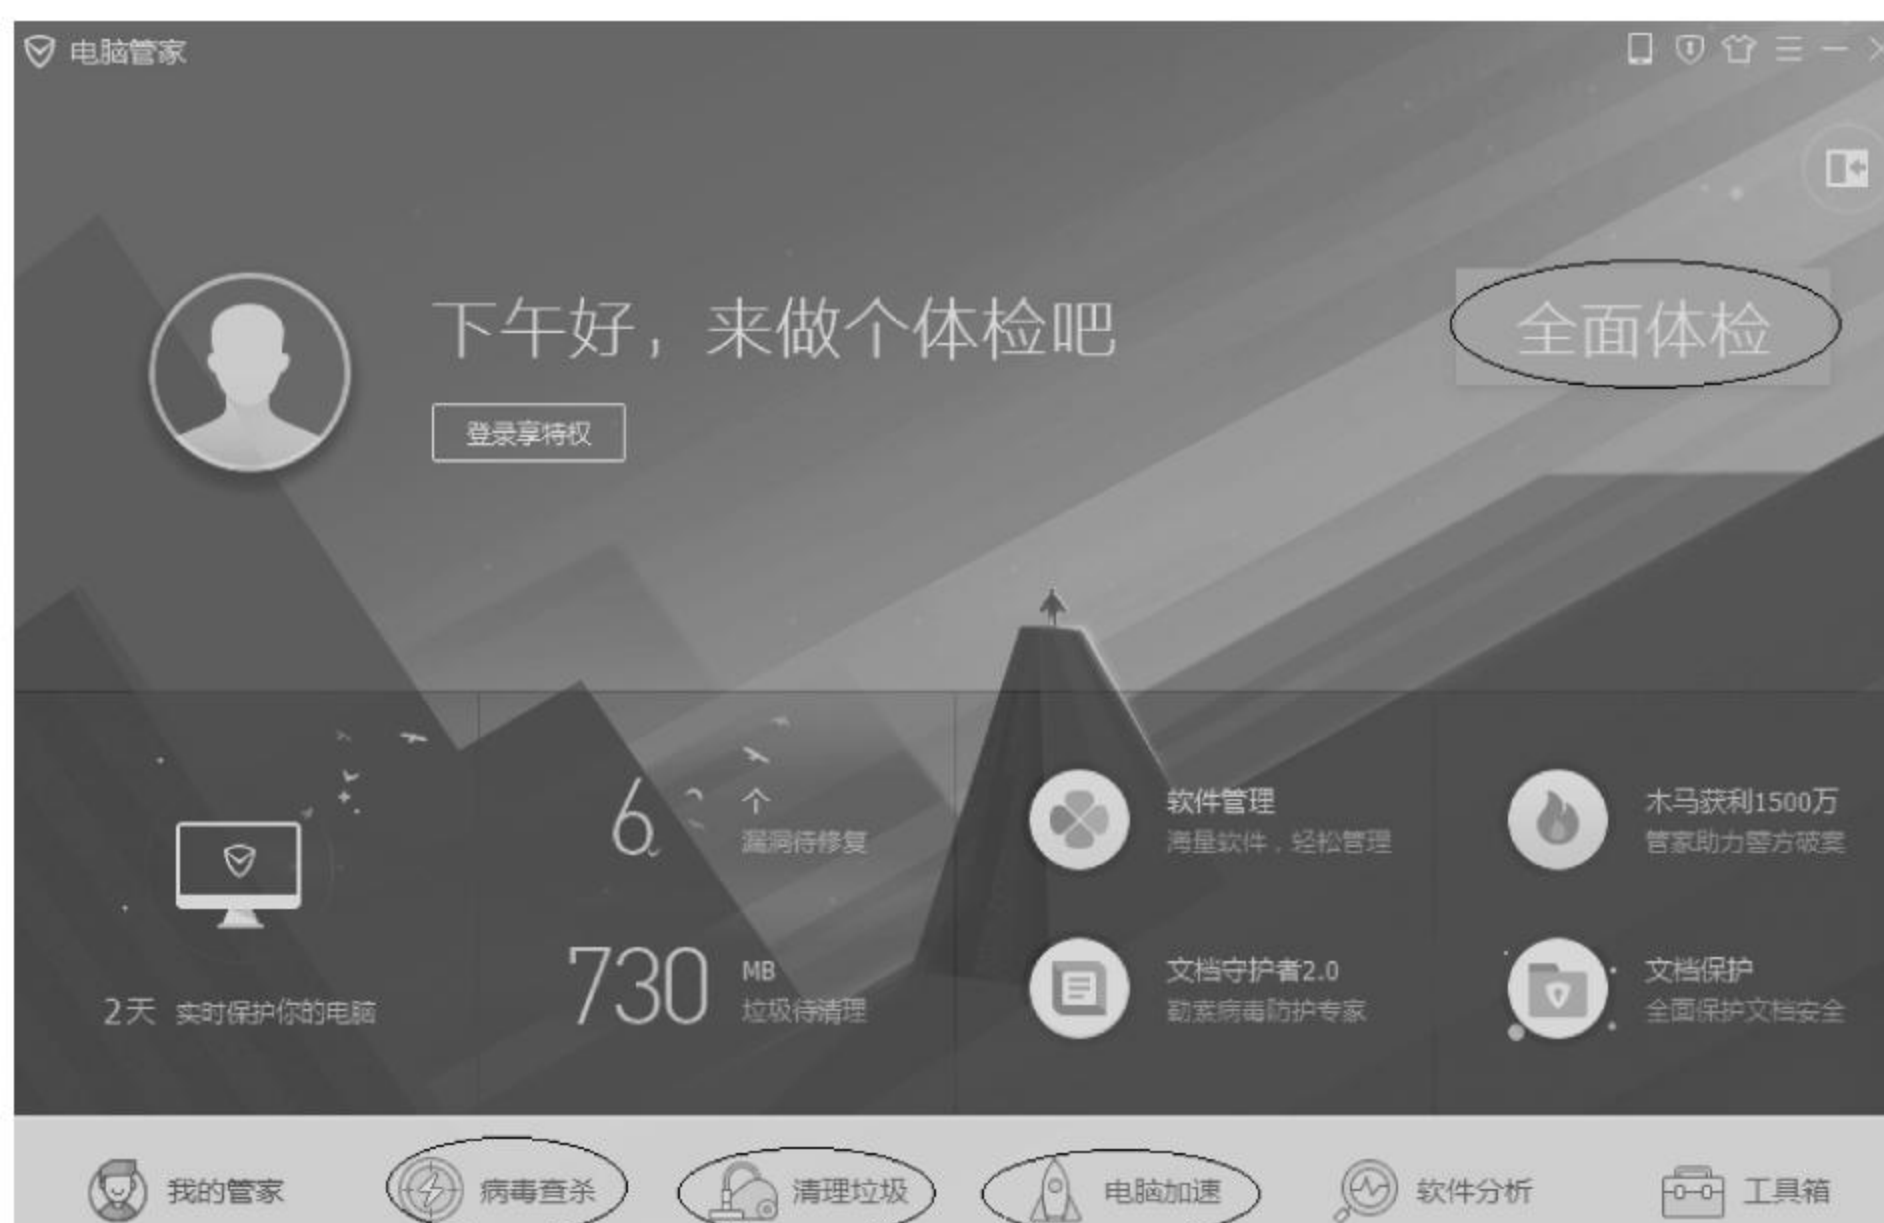 电脑管家
下午好，来做个体检吧
全面体检
登录享特权
6 个
漏洞待修复
软件管理
海量软件，轻松管理
木马获利1500万
管家助力警方破案
730 MB
垃圾待清理
文档守护者2.0
勒索病毒防护专家
文档保护
全面保护文档安全
2天 实时保护你的电脑
我的管家
病毒查杀
清理垃圾
电脑加速
软件分析
工具箱